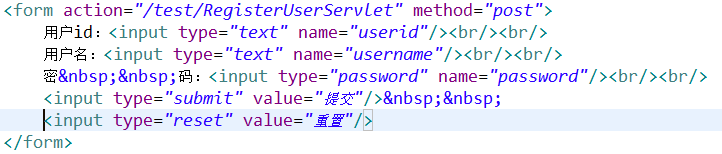 <form action="/test/RegisterUserServlet" method="post">
用户id：<input type="text" name="userid"/><br/><br/>
用户名：<input type="text" name="username"/><br/><br/>
密&nbsp;&nbsp;码：<input type="password" name="password"/><br/><br/>
<input type="submit" value="提交"/>&nbsp;&nbsp;
<input type="reset" value="重置"/>
</form>